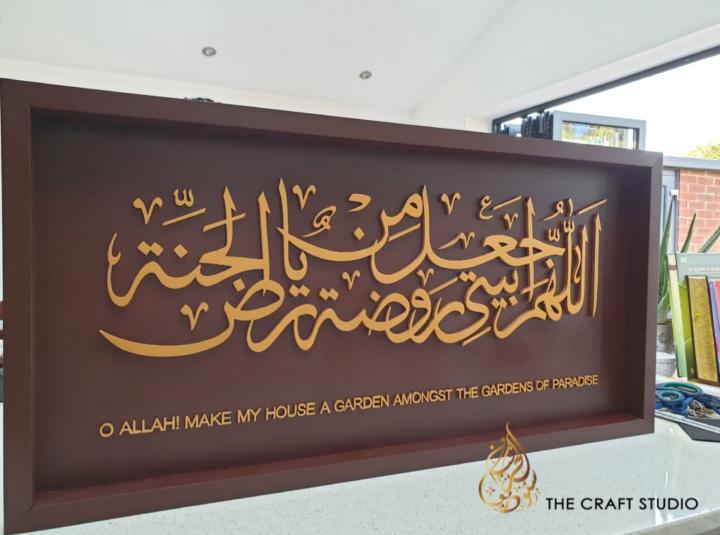 اللهم اجعل بيتي روضة من رياض الجنة
O ALLAH! MAKE MY HOUSE A GARDEN AMONGST THE GARDENS OF PARADISE
THE CRAFT STUDIO